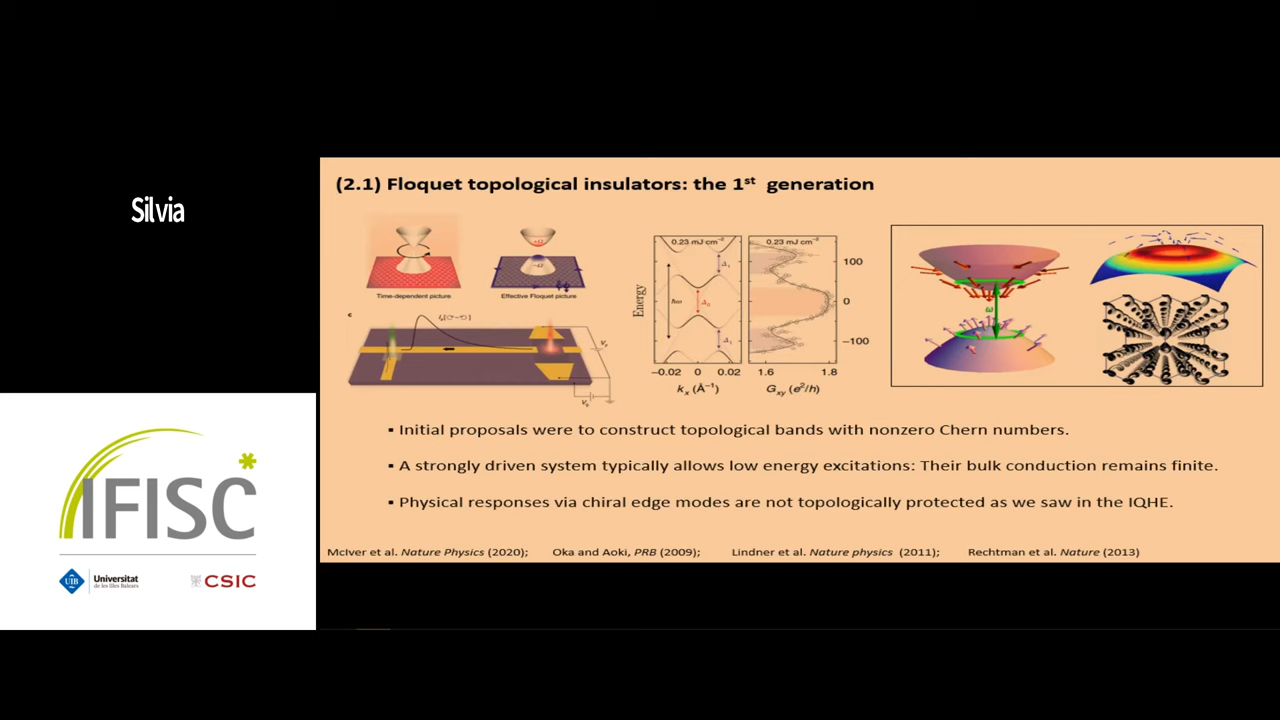 Silvia
IFISC
UIB Universitat
de les Illes Balears
CSIC
(2.1) Floquet topological insulators: the 1st generation
Time-dependent picture
Effective Floquet picture
c
0.23 mJ cm⁻²
0.23 mJ cm⁻²
Energy
100
0
−100
−0.02 0 0.02
1.6 1.8
kx (Å⁻¹)
Gxy (e²/h)
ω
▪ Initial proposals were to construct topological bands with nonzero Chern numbers.
▪ A strongly driven system typically allows low energy excitations: Their bulk conduction remains finite.
▪ Physical responses via chiral edge modes are not topologically protected as we saw in the IQHE.
McIver et al. Nature Physics (2020); Oka and Aoki, PRB (2009); Lindner et al. Nature physics (2011); Rechtman et al. Nature (2013)